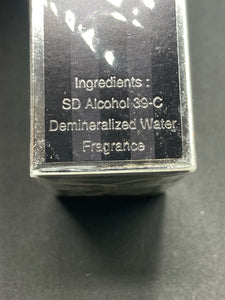 Ingredients :
SD Alcohol 39-C
Demineralized Water
Fragrance